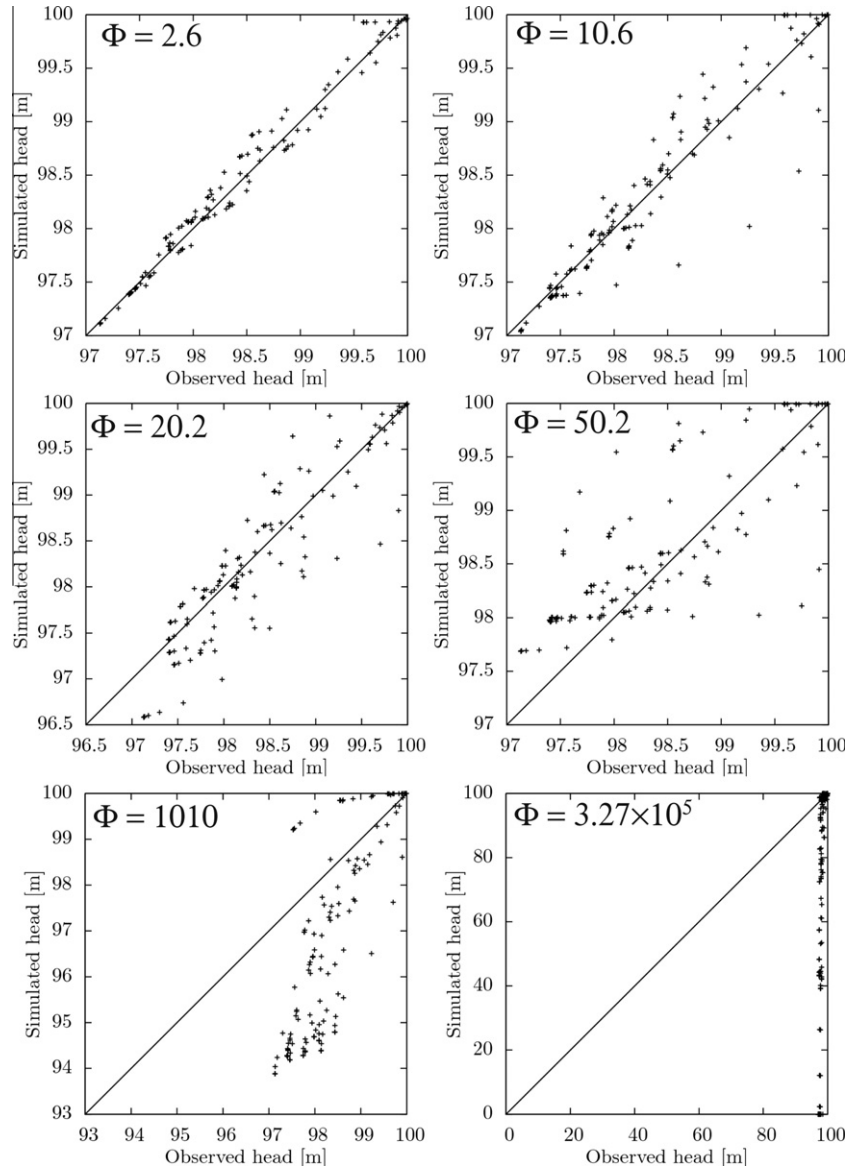 Φ = 2.6
100
99.5
99
98.5
98
97.5
97
97 97.5 98 98.5 99 99.5 100
Simulated head [m]
Observed head [m]
Φ = 10.6
100
99.5
99
98.5
98
97.5
97
97 97.5 98 98.5 99 99.5 100
Simulated head [m]
Observed head [m]
Φ = 20.2
100
99.5
99
98.5
98
97.5
97
96.5
96.5 97 97.5 98 98.5 99 99.5 100
Simulated head [m]
Observed head [m]
Φ = 50.2
100
99.5
99
98.5
98
97.5
97
97 97.5 98 98.5 99 99.5 100
Simulated head [m]
Observed head [m]
Φ = 1010
100
99
98
97
96
95
94
93
93 94 95 96 97 98 99 100
Simulated head [m]
Observed head [m]
Φ = 3.27×10⁵
100
80
60
40
20
0
0 20 40 60 80 100
Simulated head [m]
Observed head [m]